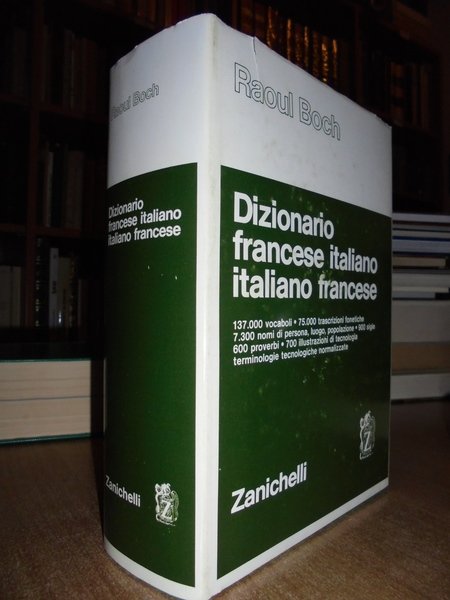 Raoul Boch
Dizionario
francese italiano
italiano francese
Zanichelli
Z
Raoul Boch
Dizionario
francese italiano
italiano francese
137.000 vocaboli • 75.000 trascrizioni fonetiche
7.300 nomi di persona, luogo, popolazione • 900 sigle
600 proverbi • 700 illustrazioni di tecnologia
terminologie tecnologiche normalizzate
Z
Zanichelli